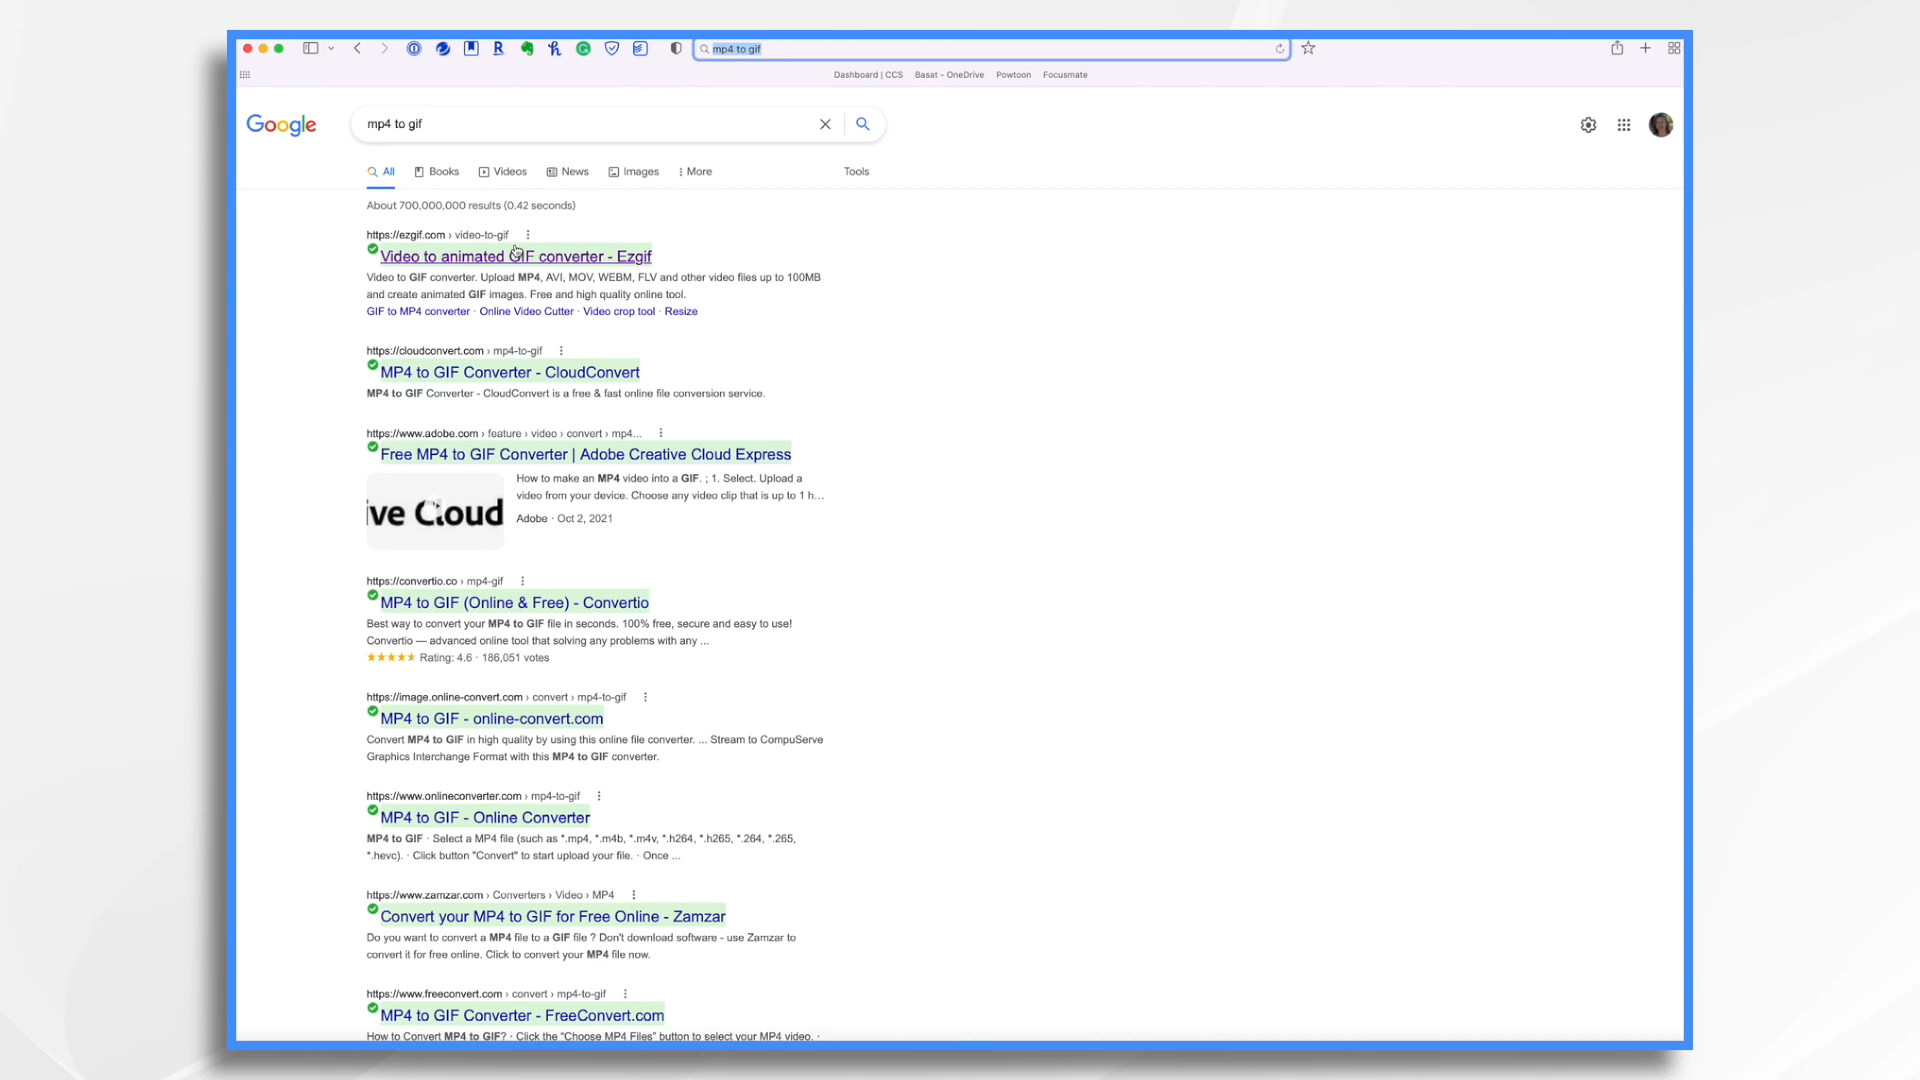 mp4 to gif
Dashboard | CCS Basat - OneDrive Powtoon Focusmate
Google
mp4 to gif
All Books Videos News Images More Tools
About 700,000,000 results (0.42 seconds)
https://ezgif.com › video-to-gif
Video to animated GIF converter - Ezgif
Video to GIF converter. Upload MP4, AVI, MOV, WEBM, FLV and other video files up to 100MB
and create animated GIF images. Free and high quality online tool.
GIF to MP4 converter · Online Video Cutter · Video crop tool · Resize
https://cloudconvert.com › mp4-to-gif
MP4 to GIF Converter - CloudConvert
MP4 to GIF Converter - CloudConvert is a free & fast online file conversion service.
https://www.adobe.com › feature › video › convert › mp4...
Free MP4 to GIF Converter | Adobe Creative Cloud Express
How to make an MP4 video into a GIF. ; 1. Select. Upload a
video from your device. Choose any video clip that is up to 1 h...
ive Cloud
Adobe · Oct 2, 2021
https://convertio.co › mp4-gif
MP4 to GIF (Online & Free) - Convertio
Best way to convert your MP4 to GIF file in seconds. 100% free, secure and easy to use!
Convertio — advanced online tool that solving any problems with any ...
Rating: 4.6 · 186,051 votes
https://image.online-convert.com › convert › mp4-to-gif
MP4 to GIF - online-convert.com
Convert MP4 to GIF in high quality by using this online file converter. ... Stream to CompuServe
Graphics Interchange Format with this MP4 to GIF converter.
https://www.onlineconverter.com › mp4-to-gif
MP4 to GIF - Online Converter
MP4 to GIF · Select a MP4 file (such as *.mp4, *.m4b, *.m4v, *.h264, *.h265, *.264, *.265,
*.hevc). · Click button "Convert" to start upload your file. · Once ...
https://www.zamzar.com › Converters › Video › MP4
Convert your MP4 to GIF for Free Online - Zamzar
Do you want to convert a MP4 file to a GIF file ? Don't download software - use Zamzar to
convert it for free online. Click to convert your MP4 file now.
https://www.freeconvert.com › convert › mp4-to-gif
MP4 to GIF Converter - FreeConvert.com
How to Convert MP4 to GIF? · Click the “Choose MP4 Files” button to select your MP4 video. ·